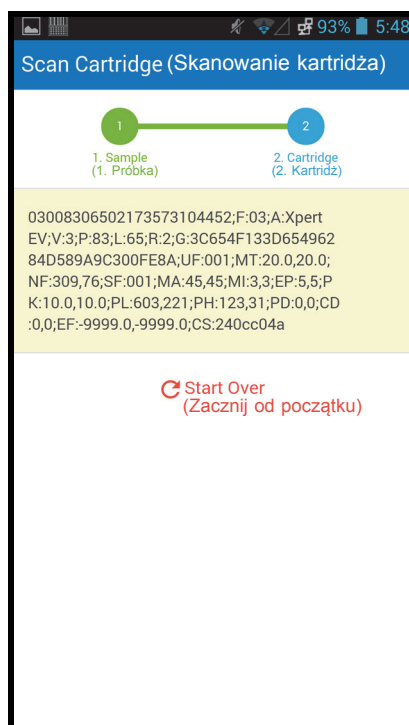 93% 5:48
Scan Cartridge (Skanowanie kartridża)
1 2
1. Sample 2. Cartridge
(1. Próbka) (2. Kartridż)
03008306502173573104452;F:03;A:Xpert
EV;V:3;P:83;L:65;R:2;G:3C654F133D654962
84D589A9C300FE8A;UF:001;MT:20.0,20.0;
NF:309,76;SF:001;MA:45,45;MI:3,3;EP:5,5;P
K:10.0,10.0;PL:603,221;PH:123,31;PD:0,0;CD
:0,0;EF:-9999.0,-9999.0;CS:240cc04a
Start Over
(Zacznij od początku)